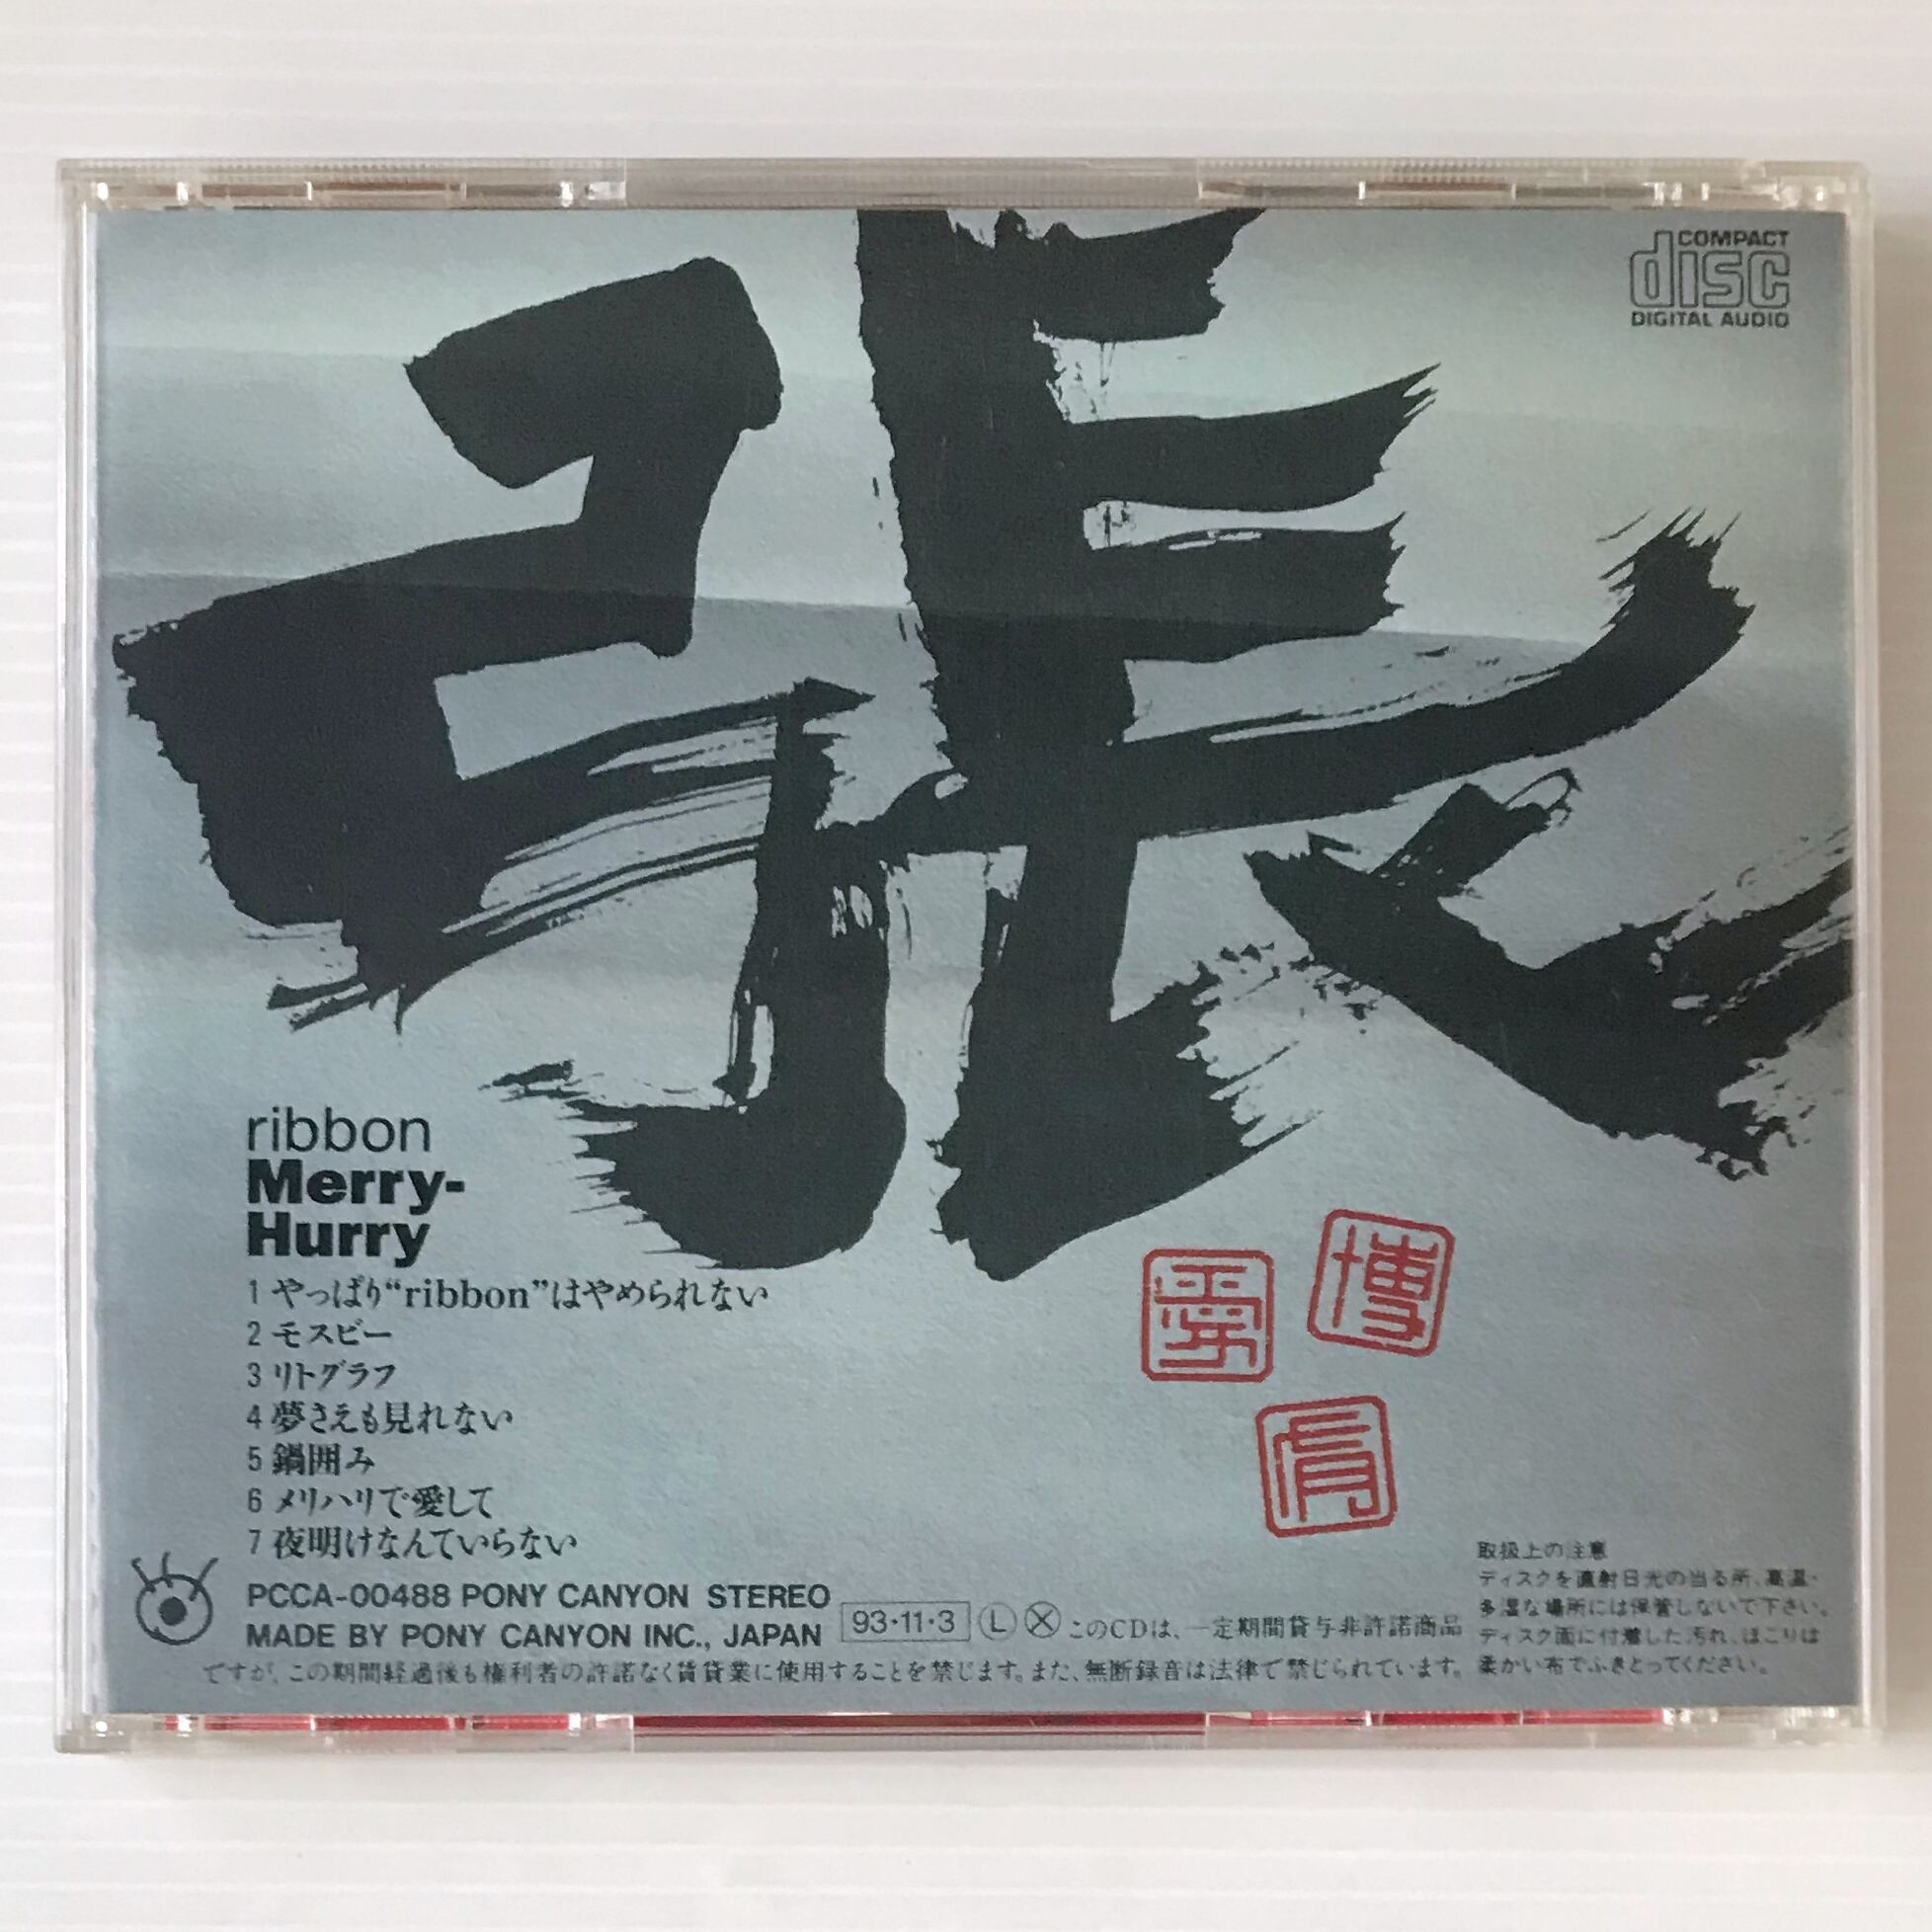 張
COMPACT
disc
DIGITAL AUDIO
ribbon
Merry-
Hurry
1 やっぱり“ribbon”はやめられない
2 モスビー
3 リトグラフ
4 夢さえも見れない
5 鍋囲み
6 メリハリで愛して
7 夜明けなんていらない
博
愛
有
PCCA-00488 PONY CANYON STEREO
MADE BY PONY CANYON INC., JAPAN
93・11・3 Ⓛ Ⓧ このCDは、一定期間貸与非許諾商品
ですが、この期間経過後も権利者の許諾なく賃貸業に使用することを禁じます。また、無断録音は法律で禁じられています。
取扱上の注意
ディスクを直射日光の当る所、高温・
多湿な場所には保管しないで下さい。
ディスク面に付着した汚れ、ほこりは
柔かい布でふきとってください。